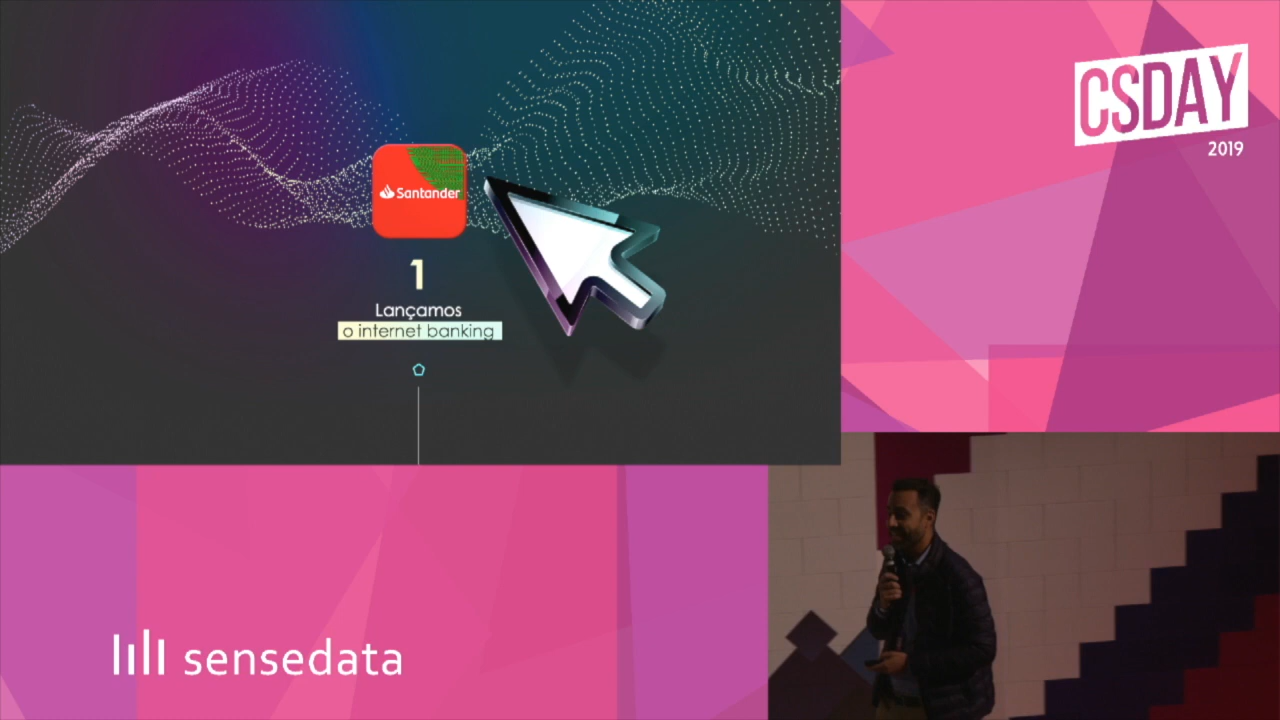 Santander
1
Lançamos
o internet banking
CSDAY
2019
sensedata